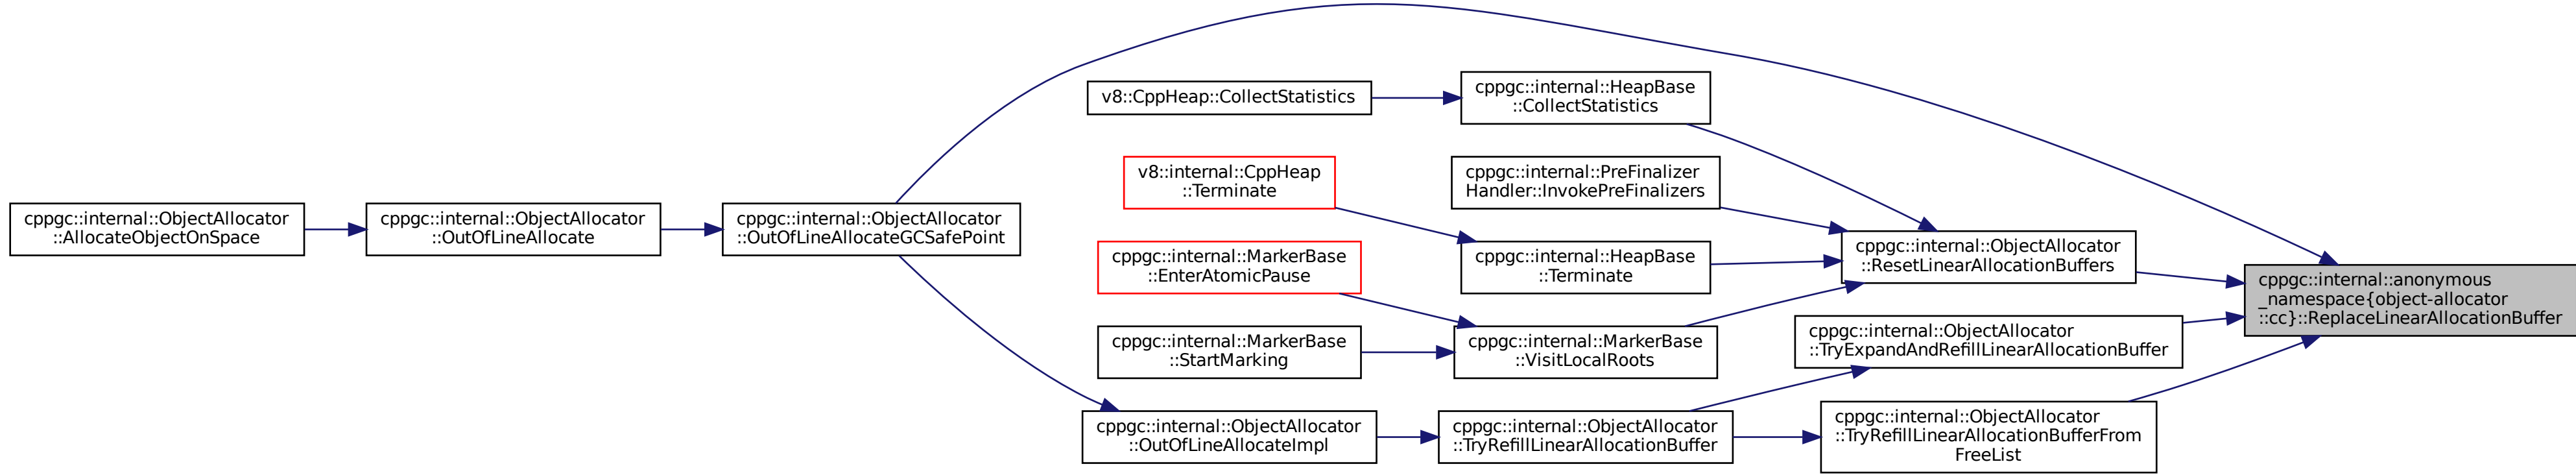 cppgc::internal::ObjectAllocator
::AllocateObjectOnSpace
cppgc::internal::ObjectAllocator
::OutOfLineAllocate
cppgc::internal::ObjectAllocator
::OutOfLineAllocateGCSafePoint
v8::CppHeap::CollectStatistics
v8::internal::CppHeap
::Terminate
cppgc::internal::MarkerBase
::EnterAtomicPause
cppgc::internal::MarkerBase
::StartMarking
cppgc::internal::ObjectAllocator
::OutOfLineAllocateImpl
cppgc::internal::HeapBase
::CollectStatistics
cppgc::internal::PreFinalizer
Handler::InvokePreFinalizers
cppgc::internal::HeapBase
::Terminate
cppgc::internal::MarkerBase
::VisitLocalRoots
cppgc::internal::ObjectAllocator
::TryRefillLinearAllocationBuffer
cppgc::internal::ObjectAllocator
::ResetLinearAllocationBuffers
cppgc::internal::ObjectAllocator
::TryExpandAndRefillLinearAllocationBuffer
cppgc::internal::ObjectAllocator
::TryRefillLinearAllocationBufferFrom
FreeList
cppgc::internal::anonymous
_namespace{object-allocator
::cc}::ReplaceLinearAllocationBuffer